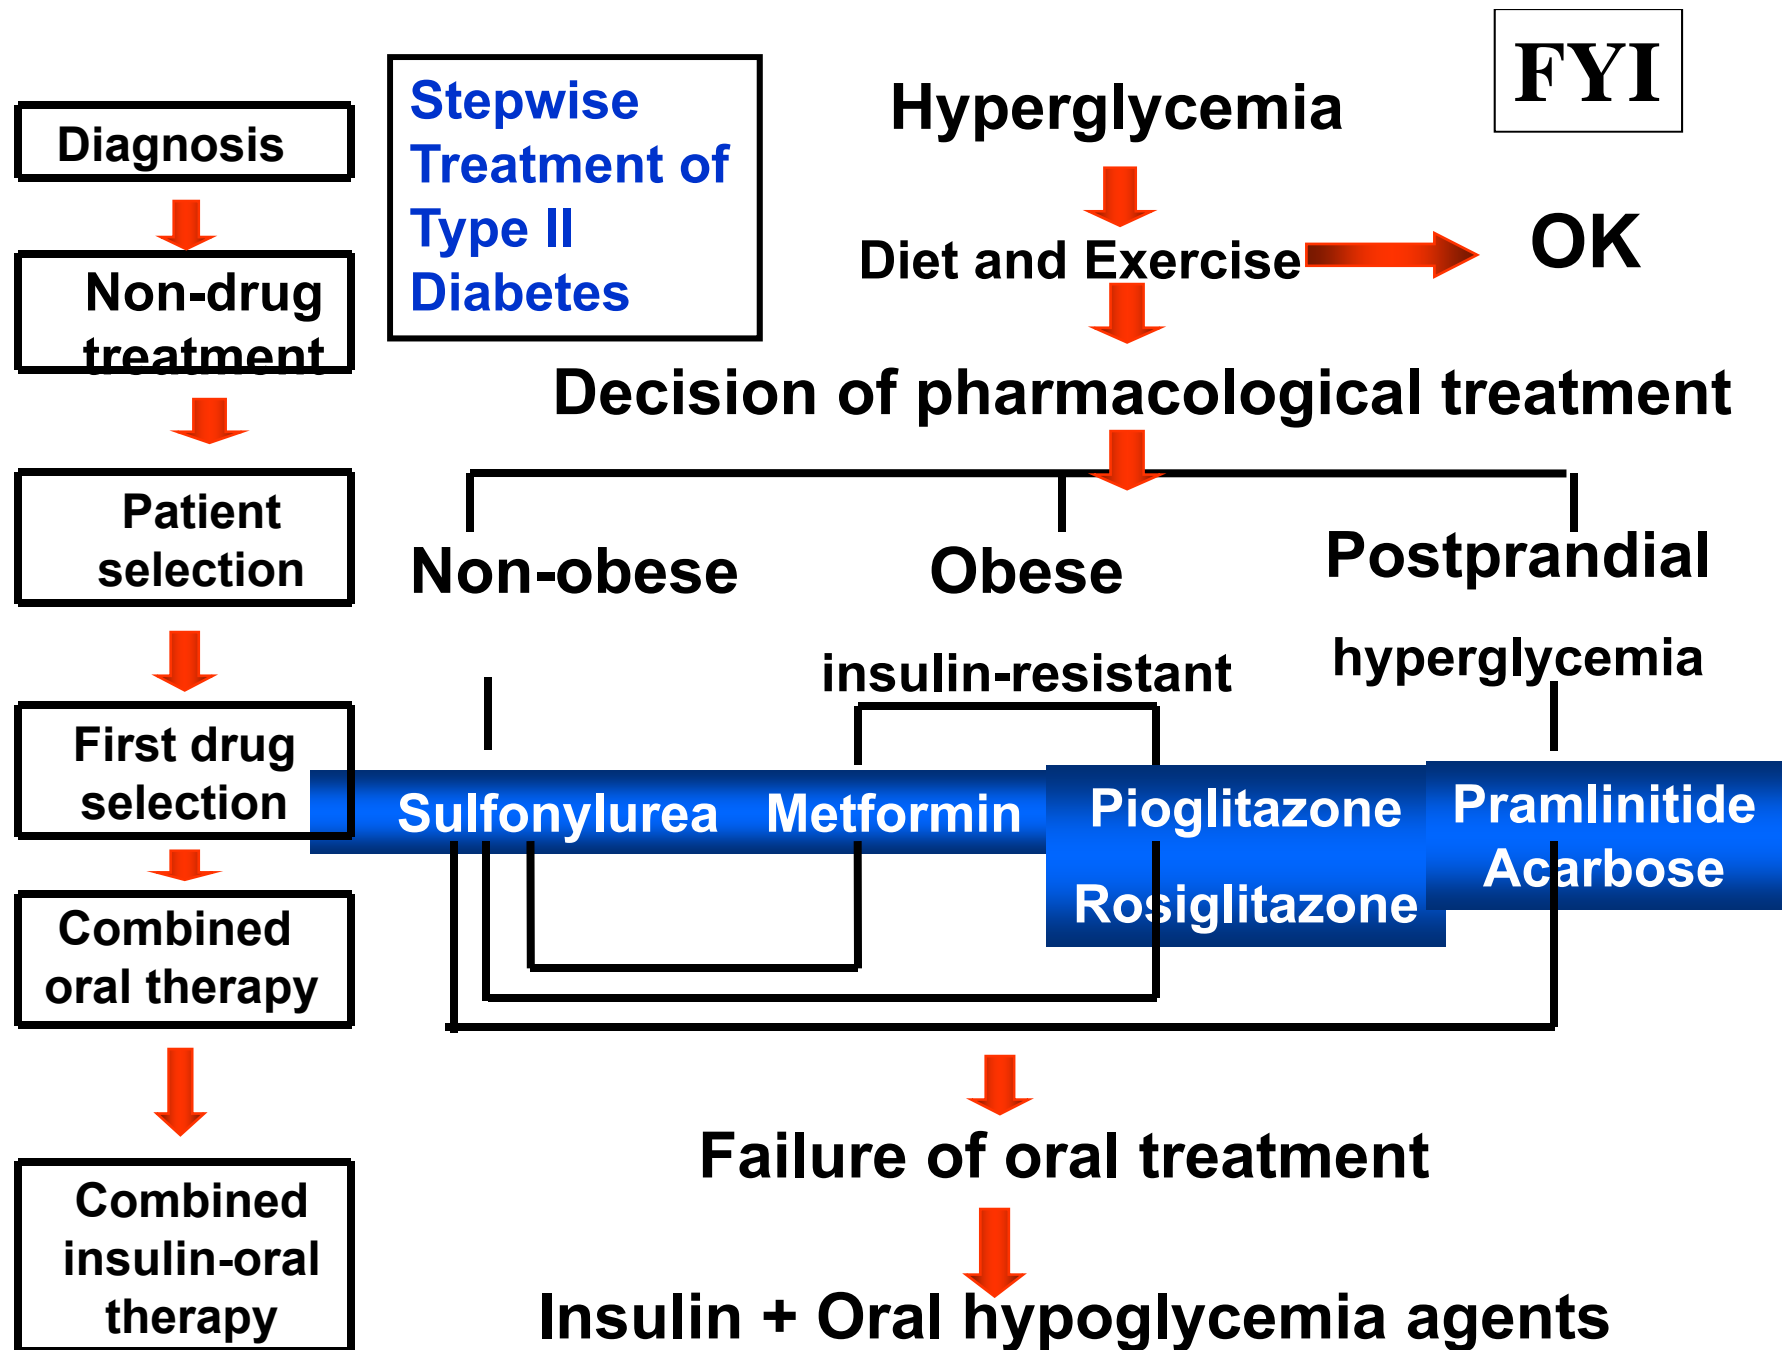 FYI
Stepwise
Treatment of
Type II
Diabetes
Diagnosis
Non-drug
treatment
Patient
selection
First drug
selection
Combined
oral therapy
Combined
insulin-oral
therapy
Hyperglycemia
Diet and Exercise
OK
Decision of pharmacological treatment
Non-obese
Obese
insulin-resistant
Postprandial
hyperglycemia
Sulfonylurea
Metformin
Pioglitazone
Rosiglitazone
Pramlinitide
Acarbose
Failure of oral treatment
Insulin + Oral hypoglycemia agents